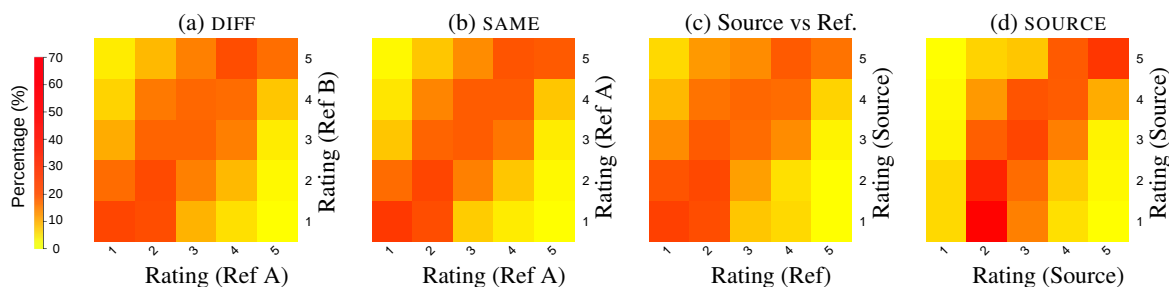 (a) DIFF
(b) SAME
(c) Source vs Ref.
(d) SOURCE
Percentage (%)
70
60
50
40
30
20
10
0
5
4
3
2
1
Rating (Ref B)
1 2 3 4 5
Rating (Ref A)
5
4
3
2
1
Rating (Ref A)
1 2 3 4 5
Rating (Ref A)
5
4
3
2
1
Rating (Source)
1 2 3 4 5
Rating (Ref)
5
4
3
2
1
Rating (Source)
1 2 3 4 5
Rating (Source)